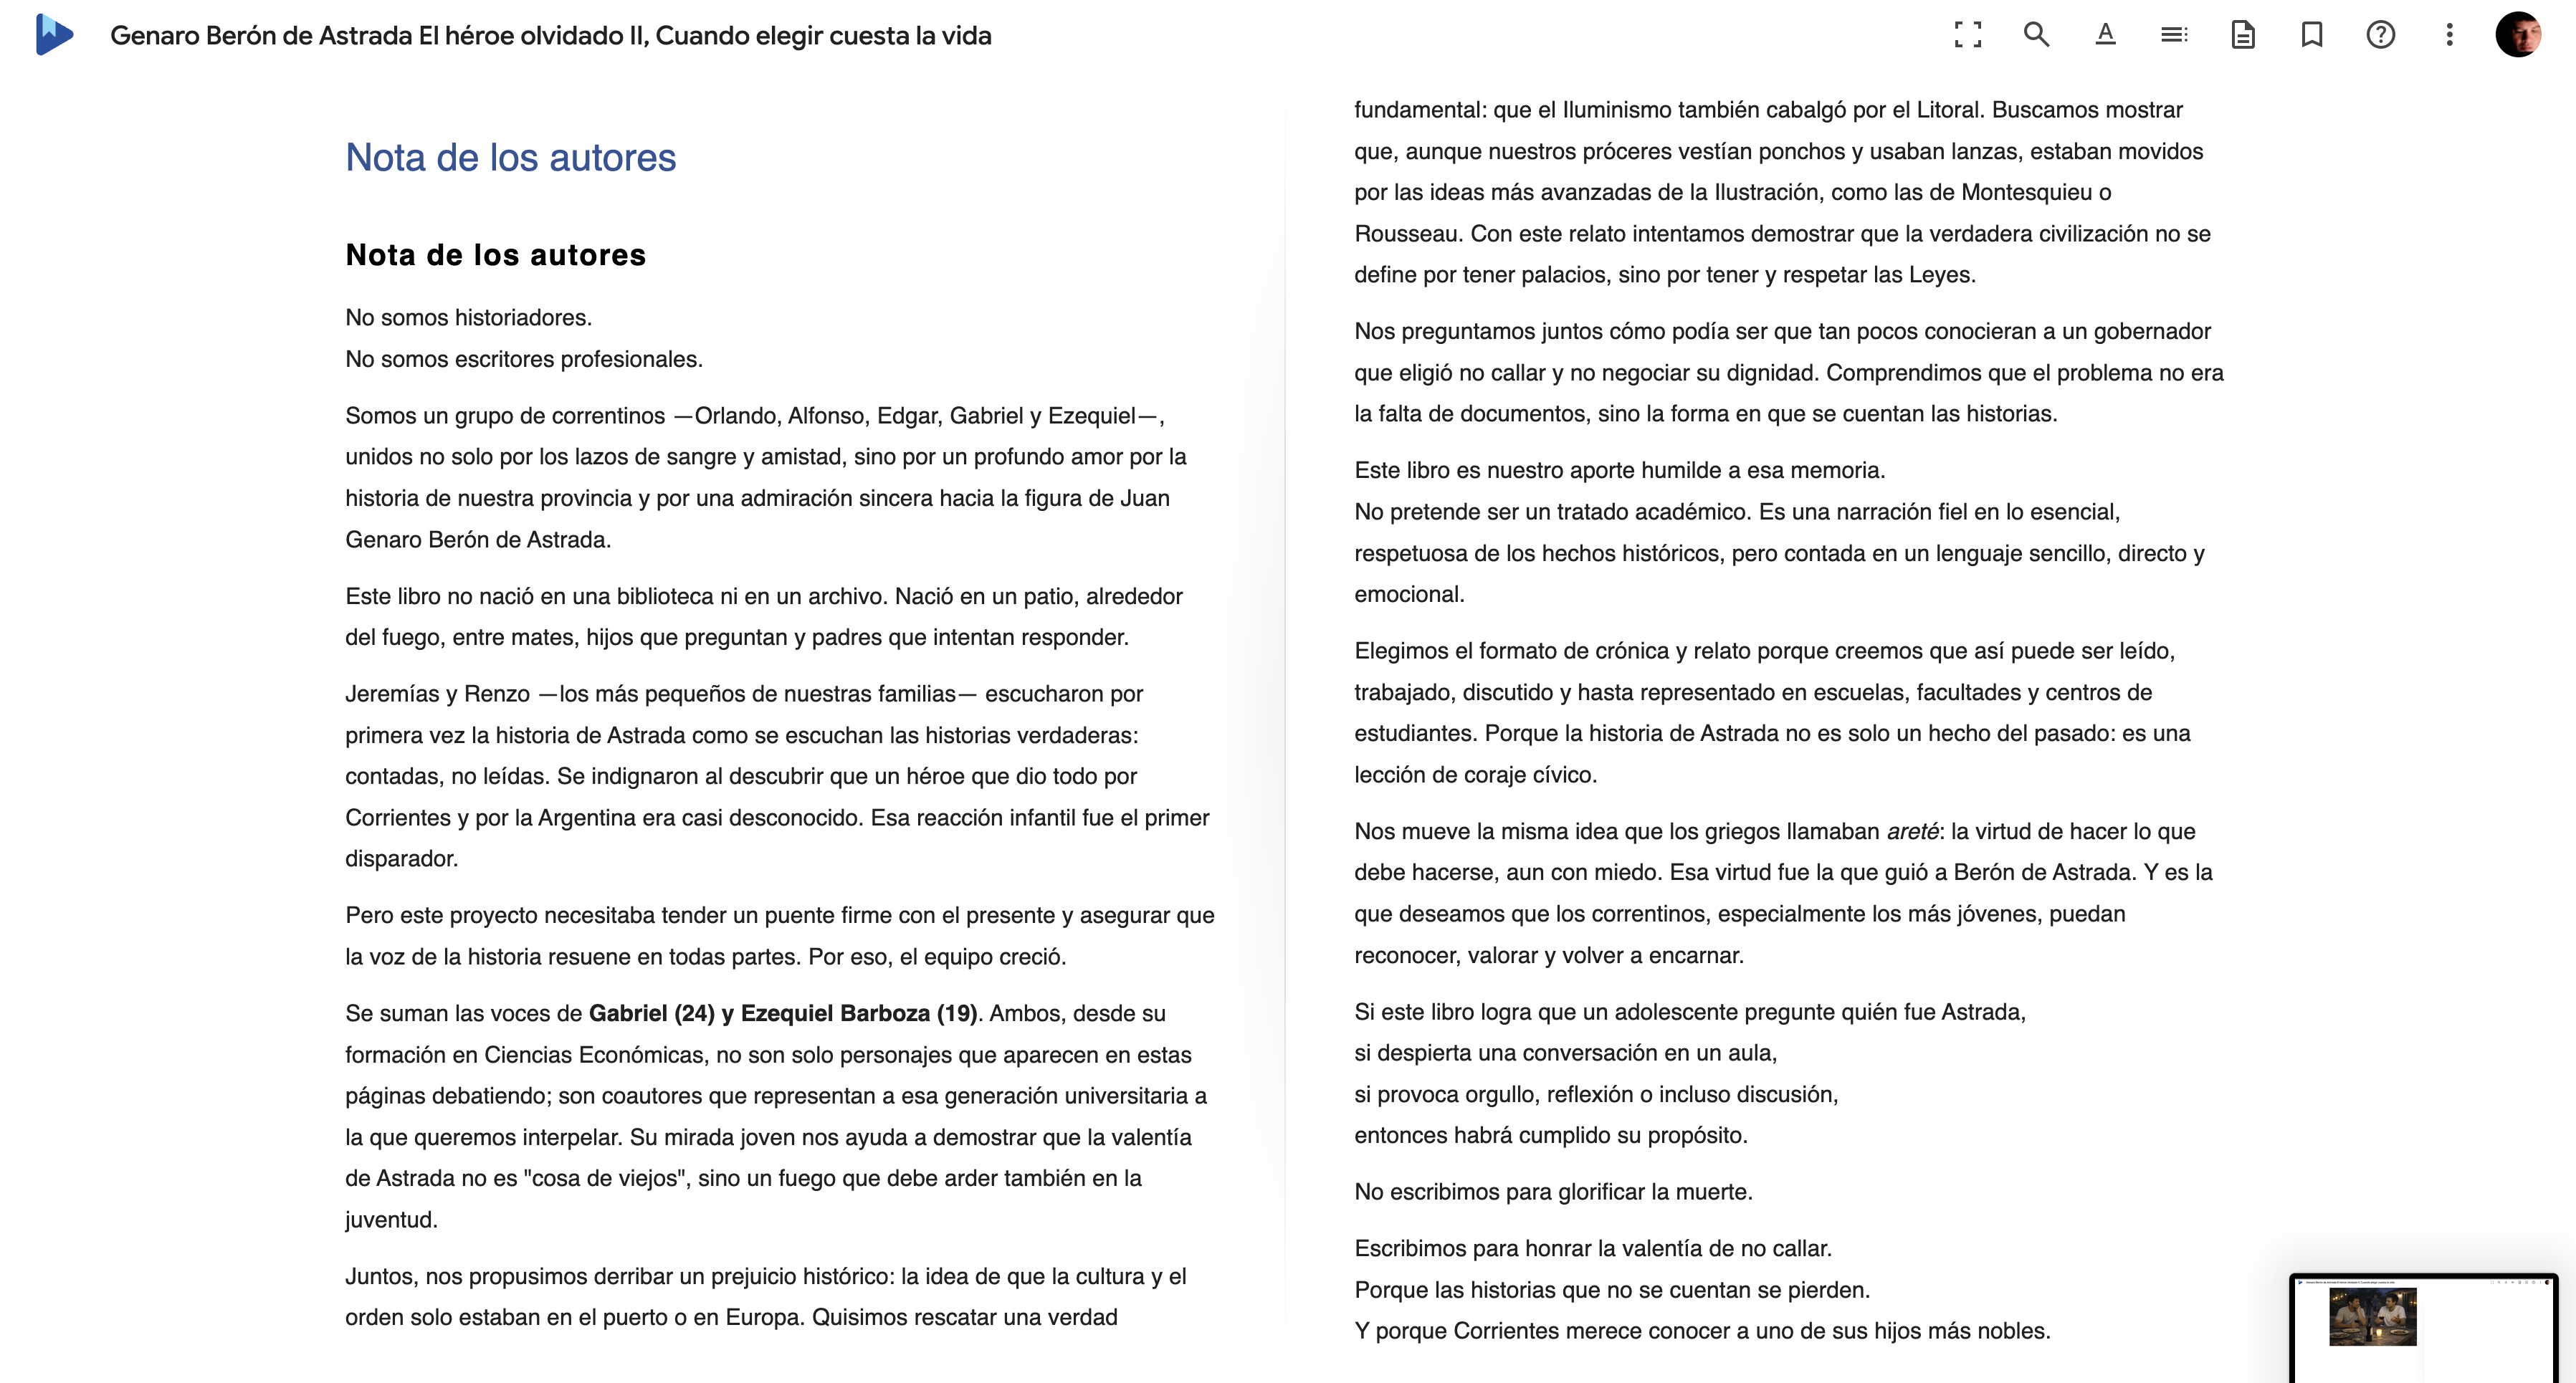 Genaro Berón de Astrada El héroe olvidado II, Cuando elegir cuesta la vida
Nota de los autores
Nota de los autores
No somos historiadores.
No somos escritores profesionales.
Somos un grupo de correntinos —Orlando, Alfonso, Edgar, Gabriel y Ezequiel—,
unidos no solo por los lazos de sangre y amistad, sino por un profundo amor por la
historia de nuestra provincia y por una admiración sincera hacia la figura de Juan
Genaro Berón de Astrada.
Este libro no nació en una biblioteca ni en un archivo. Nació en un patio, alrededor
del fuego, entre mates, hijos que preguntan y padres que intentan responder.
Jeremías y Renzo —los más pequeños de nuestras familias— escucharon por
primera vez la historia de Astrada como se escuchan las historias verdaderas:
contadas, no leídas. Se indignaron al descubrir que un héroe que dio todo por
Corrientes y por la Argentina era casi desconocido. Esa reacción infantil fue el primer
disparador.
Pero este proyecto necesitaba tender un puente firme con el presente y asegurar que
la voz de la historia resuene en todas partes. Por eso, el equipo creció.
Se suman las voces de Gabriel (24) y Ezequiel Barboza (19). Ambos, desde su
formación en Ciencias Económicas, no son solo personajes que aparecen en estas
páginas debatiendo; son coautores que representan a esa generación universitaria a
la que queremos interpelar. Su mirada joven nos ayuda a demostrar que la valentía
de Astrada no es "cosa de viejos", sino un fuego que debe arder también en la
juventud.
Juntos, nos propusimos derribar un prejuicio histórico: la idea de que la cultura y el
orden solo estaban en el puerto o en Europa. Quisimos rescatar una verdad
fundamental: que el Iluminismo también cabalgó por el Litoral. Buscamos mostrar
que, aunque nuestros próceres vestían ponchos y usaban lanzas, estaban movidos
por las ideas más avanzadas de la Ilustración, como las de Montesquieu o
Rousseau. Con este relato intentamos demostrar que la verdadera civilización no se
define por tener palacios, sino por tener y respetar las Leyes.
Nos preguntamos juntos cómo podía ser que tan pocos conocieran a un gobernador
que eligió no callar y no negociar su dignidad. Comprendimos que el problema no era
la falta de documentos, sino la forma en que se cuentan las historias.
Este libro es nuestro aporte humilde a esa memoria.
No pretende ser un tratado académico. Es una narración fiel en lo esencial,
respetuosa de los hechos históricos, pero contada en un lenguaje sencillo, directo y
emocional.
Elegimos el formato de crónica y relato porque creemos que así puede ser leído,
trabajado, discutido y hasta representado en escuelas, facultades y centros de
estudiantes. Porque la historia de Astrada no es solo un hecho del pasado: es una
lección de coraje cívico.
Nos mueve la misma idea que los griegos llamaban areté: la virtud de hacer lo que
debe hacerse, aun con miedo. Esa virtud fue la que guió a Berón de Astrada. Y es la
que deseamos que los correntinos, especialmente los más jóvenes, puedan
reconocer, valorar y volver a encarnar.
Si este libro logra que un adolescente pregunte quién fue Astrada,
si despierta una conversación en un aula,
si provoca orgullo, reflexión o incluso discusión,
entonces habrá cumplido su propósito.
No escribimos para glorificar la muerte.
Escribimos para honrar la valentía de no callar.
Porque las historias que no se cuentan se pierden.
Y porque Corrientes merece conocer a uno de sus hijos más nobles.